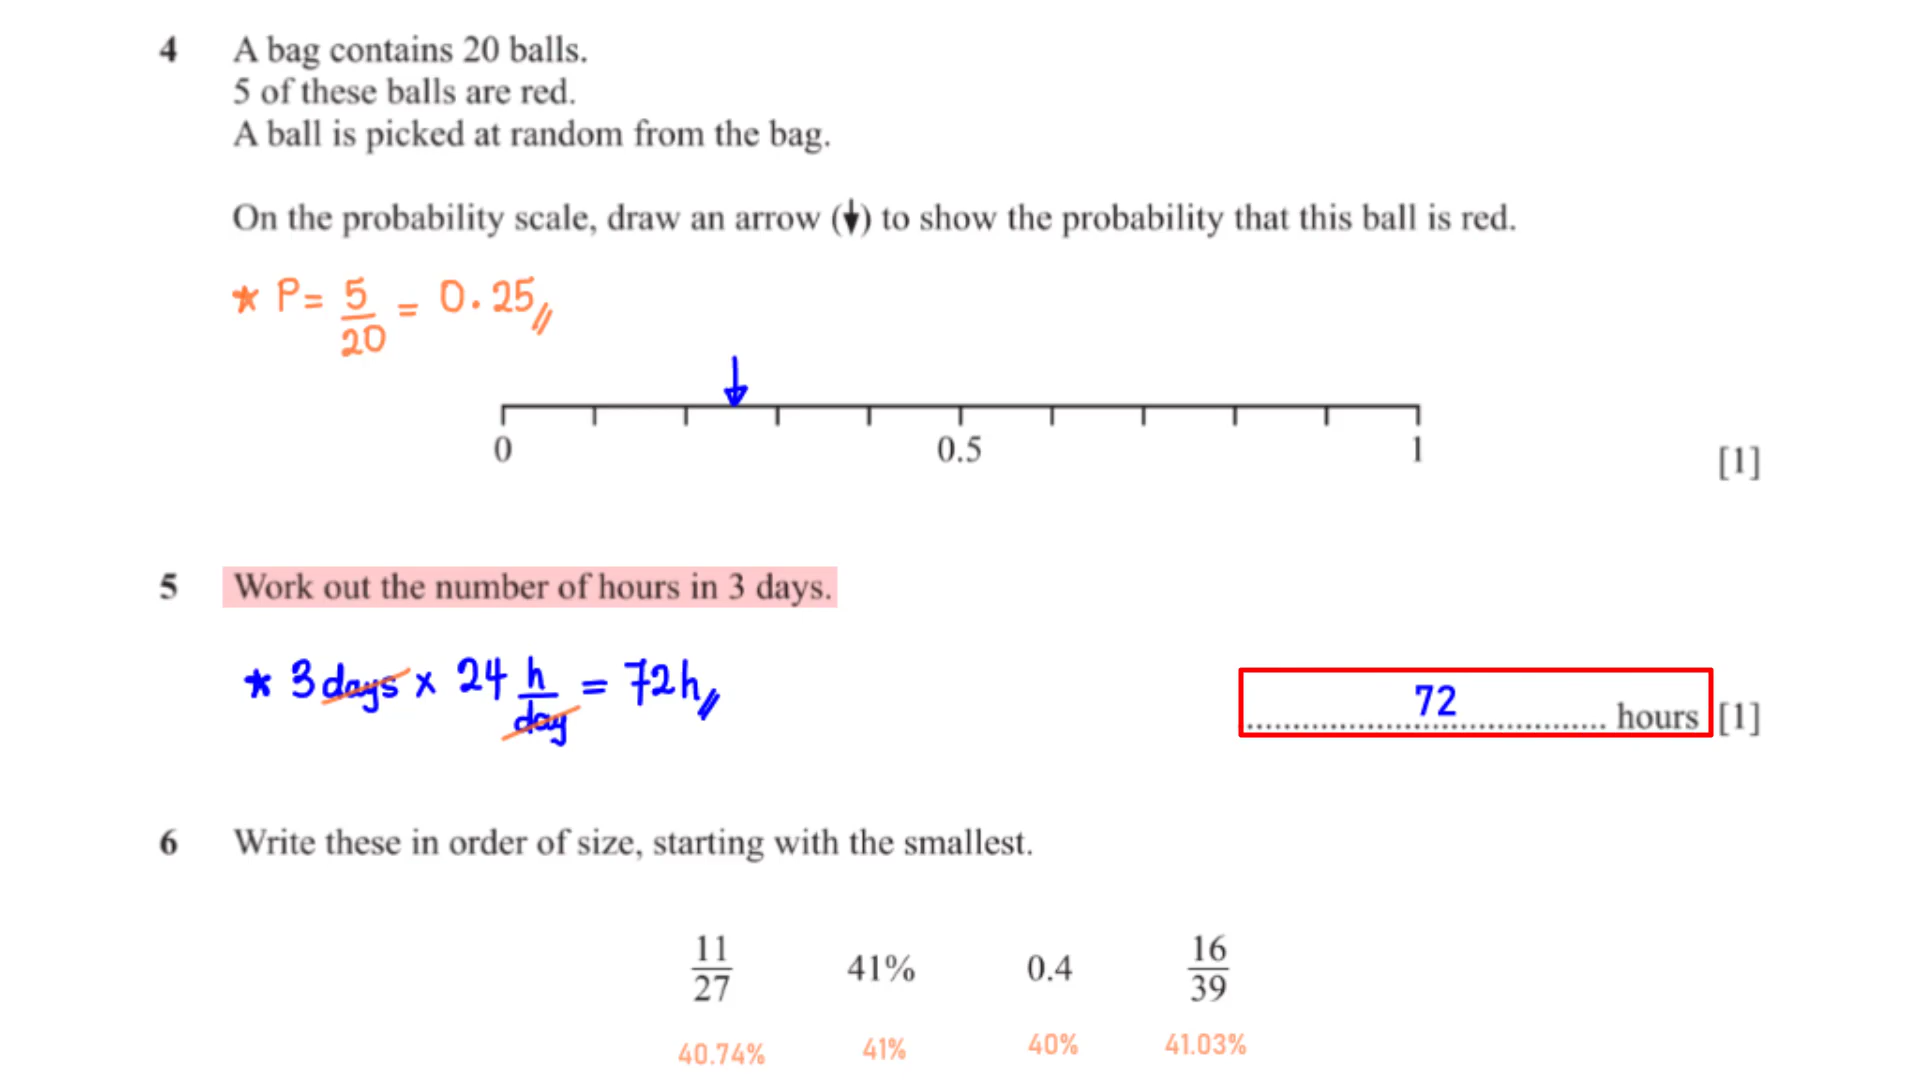 4 A bag contains 20 balls.
5 of these balls are red.
A ball is picked at random from the bag.
On the probability scale, draw an arrow (↓) to show the probability that this ball is red.
* P = 5/20 = 0.25//
0 0.5 1
[1]
5 Work out the number of hours in 3 days.
* 3 days × 24 h/day = 72h//
72 hours [1]
6 Write these in order of size, starting with the smallest.
11/27 41% 0.4 16/39
40.74% 41% 40% 41.03%